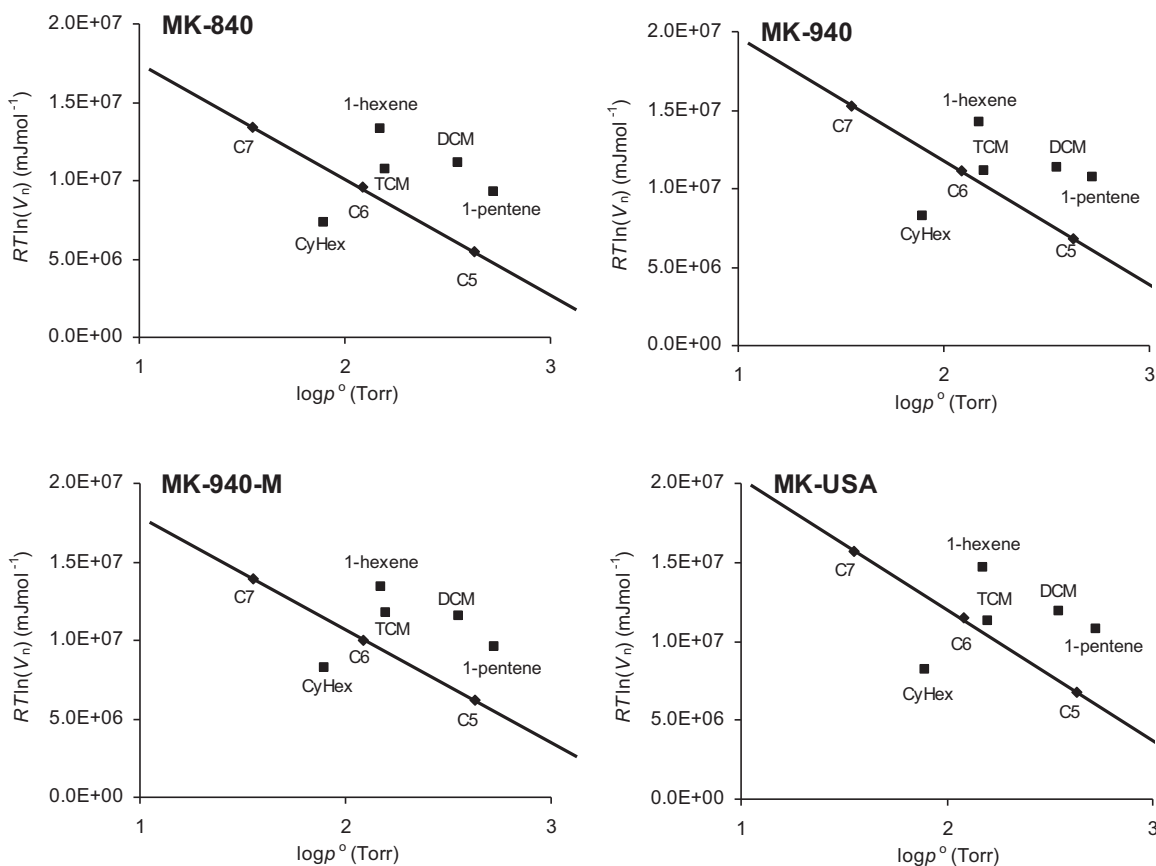 MK-840
2.0E+07
1.5E+07
1.0E+07
5.0E+06
0.0E+00
RTln(Vn) (mJmol⁻¹)
1-hexene
DCM
C7
TCM
C6
1-pentene
CyHex
C5
1
2
3
logp° (Torr)
MK-940
2.0E+07
1.5E+07
1.0E+07
5.0E+06
0.0E+00
RTln(Vn) (mJmol⁻¹)
1-hexene
C7
TCM
DCM
C6
1-pentene
CyHex
C5
1
2
3
logp° (Torr)
MK-940-M
2.0E+07
1.5E+07
1.0E+07
5.0E+06
0.0E+00
RTln(Vn) (mJmol⁻¹)
1-hexene
C7
DCM
TCM
C6
1-pentene
CyHex
C5
1
2
3
logp° (Torr)
MK-USA
2.0E+07
1.5E+07
1.0E+07
5.0E+06
0.0E+00
RTln(Vn) (mJmol⁻¹)
1-hexene
C7
TCM
DCM
C6
1-pentene
CyHex
C5
1
2
3
logp° (Torr)